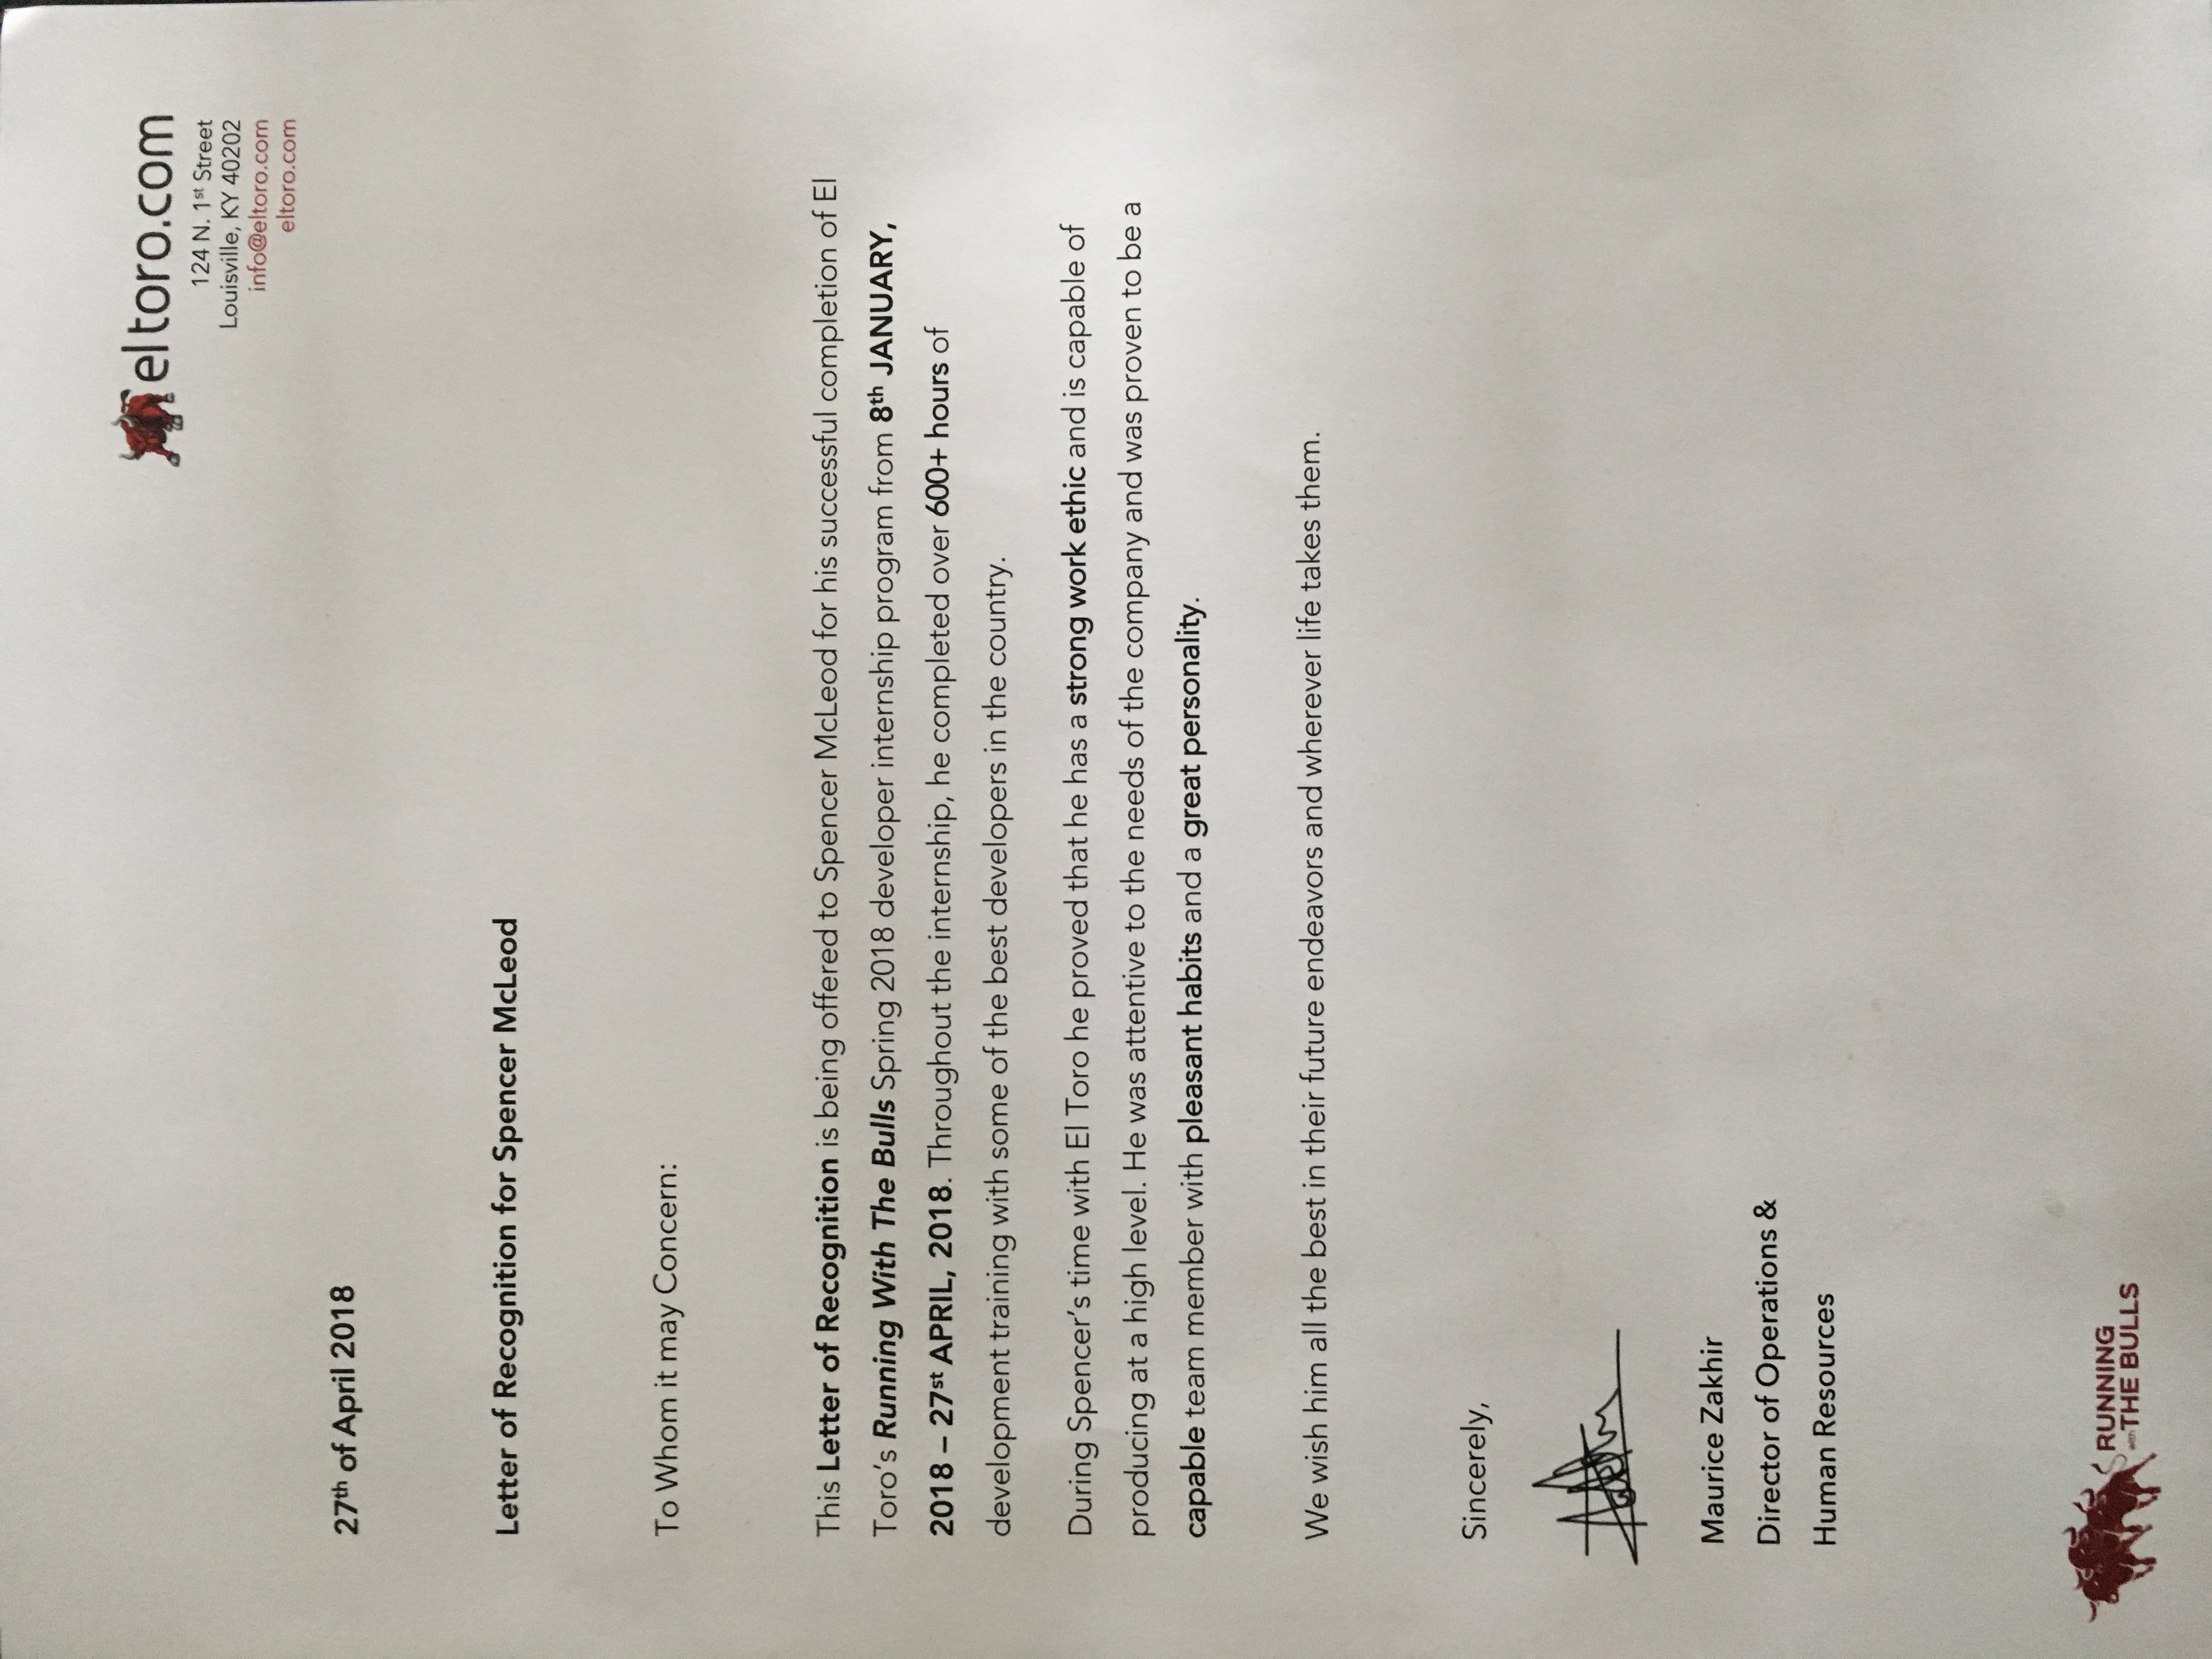 eltoro.com
124 N. 1st Street
Louisville, KY 40202
info@eltoro.com
eltoro.com
27th of April 2018
Letter of Recognition for Spencer McLeod
To Whom it may Concern:
This Letter of Recognition is being offered to Spencer McLeod for his successful completion of El
Toro's Running With The Bulls Spring 2018 developer internship program from 8th JANUARY,
2018 – 27st APRIL, 2018. Throughout the internship, he completed over 600+ hours of
development training with some of the best developers in the country.
During Spencer's time with El Toro he proved that he has a strong work ethic and is capable of
producing at a high level. He was attentive to the needs of the company and was proven to be a
capable team member with pleasant habits and a great personality.
We wish him all the best in their future endeavors and wherever life takes them.
Sincerely,
Maurice Zakhir
Director of Operations &
Human Resources
RUNNING
with THE BULLS